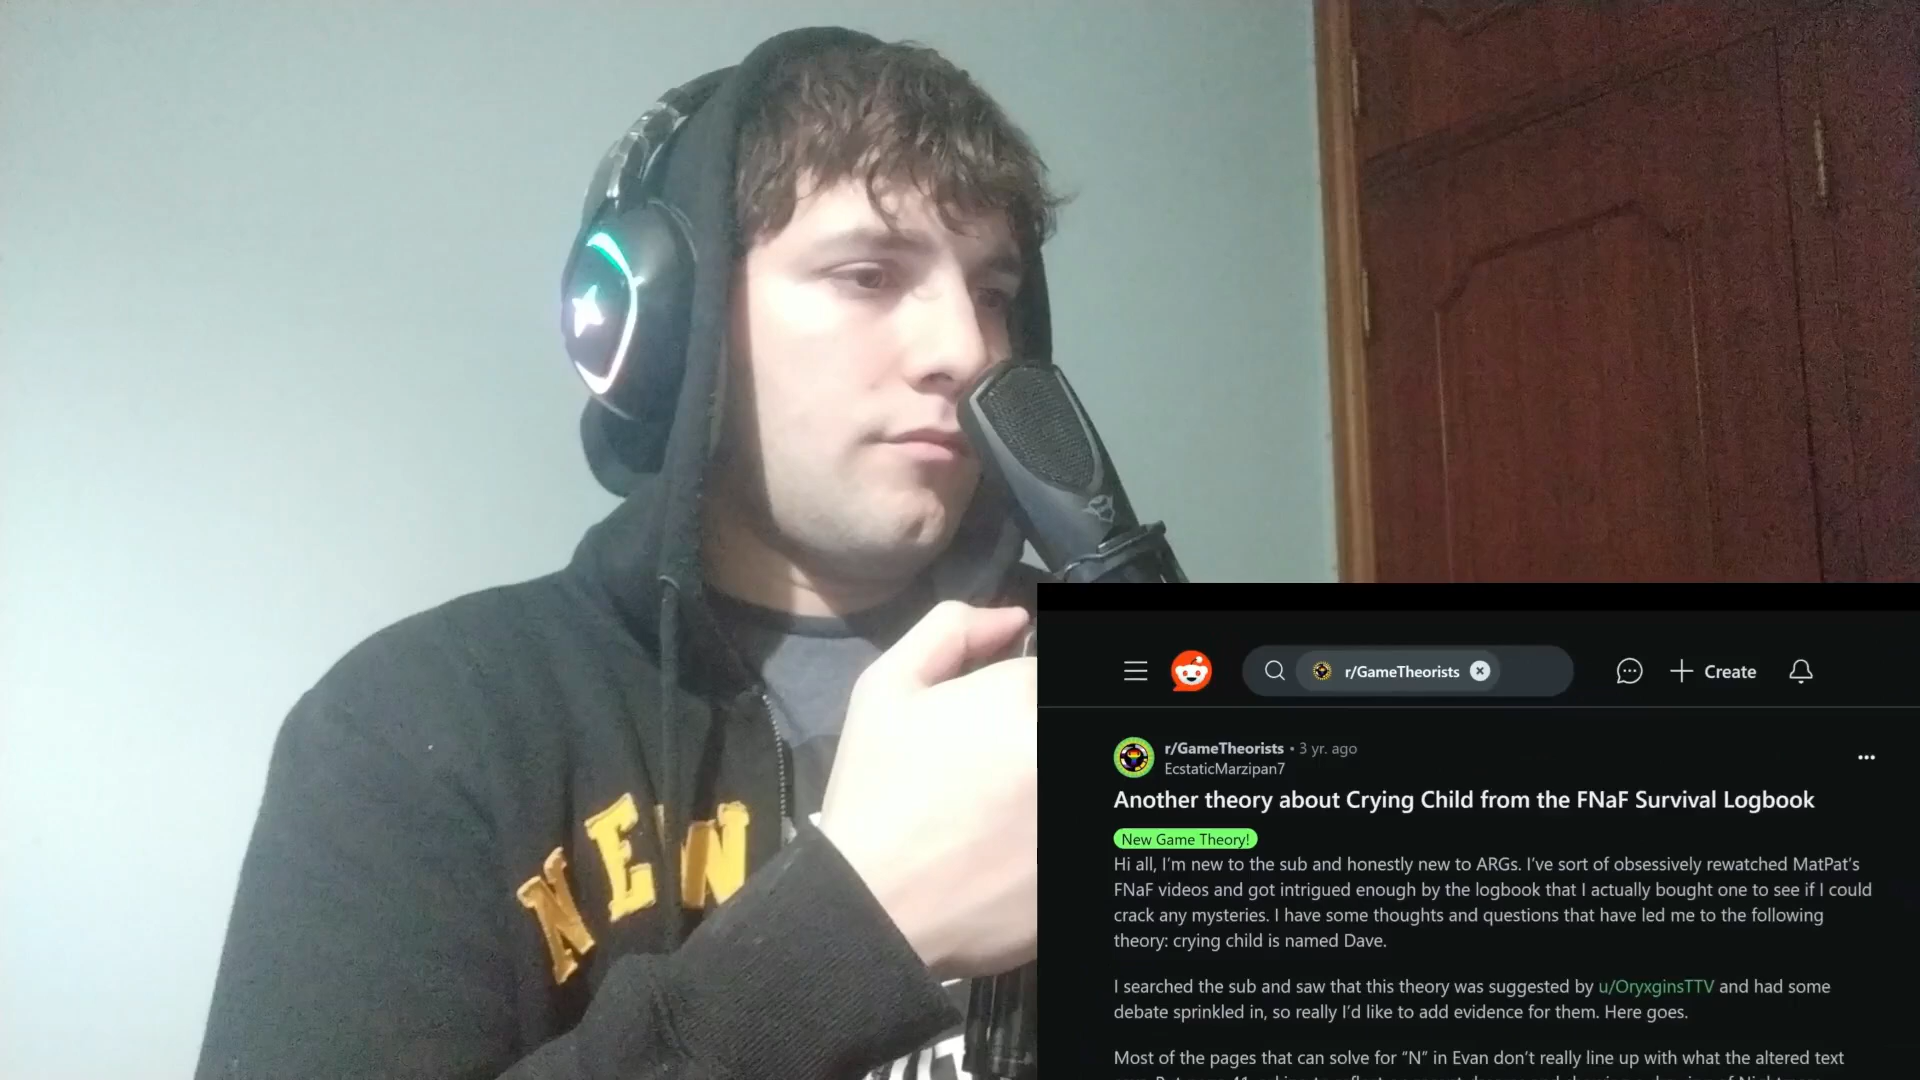 NEW
r/GameTheorists
Create
r/GameTheorists • 3 yr. ago
EcstaticMarzipan7
Another theory about Crying Child from the FNaF Survival Logbook
New Game Theory!
Hi all, I’m new to the sub and honestly new to ARGs. I’ve sort of obsessively rewatched MatPat’s
FNaF videos and got intrigued enough by the logbook that I actually bought one to see if I could
crack any mysteries. I have some thoughts and questions that have led me to the following
theory: crying child is named Dave.
I searched the sub and saw that this theory was suggested by u/OryxginsTTV and had some
debate sprinkled in, so really I’d like to add evidence for them. Here goes.
Most of the pages that can solve for “N” in Evan don’t really line up with what the altered text